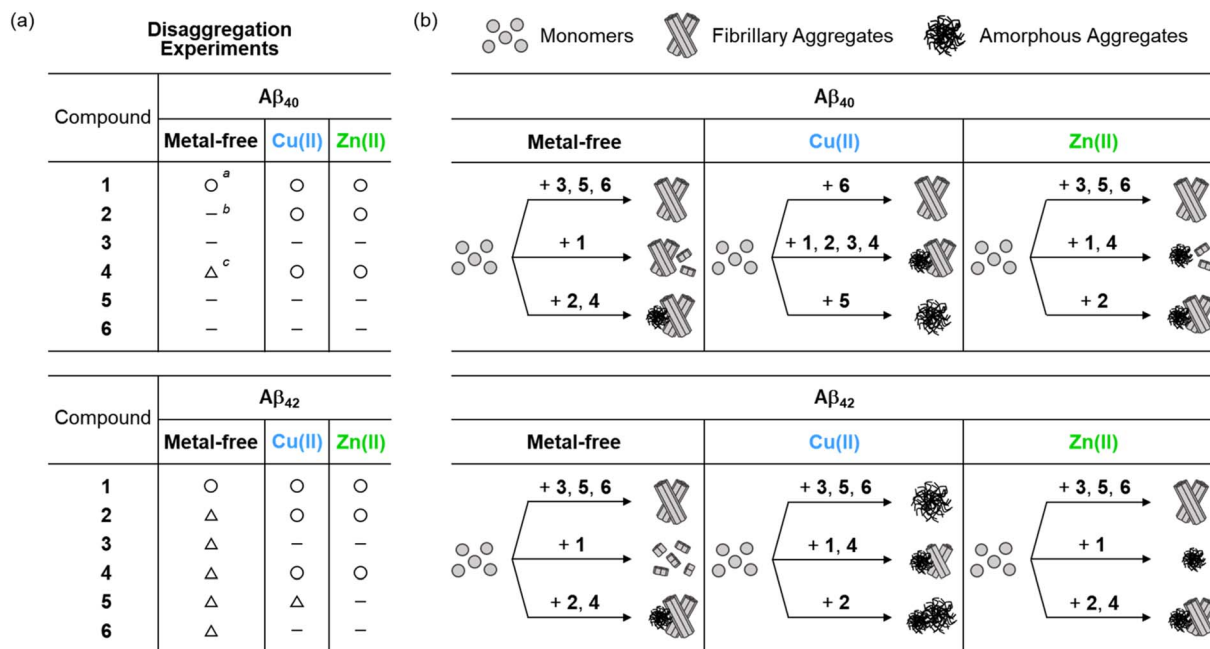 (a)
Disaggregation
Experiments
Compound
Aβ40
Metal-free Cu(II) Zn(II)
1 ○ a ○ ○
2 – b ○ ○
3 – – –
4 △ c ○ ○
5 – – –
6 – – –
Compound
Aβ42
Metal-free Cu(II) Zn(II)
1 ○ ○ ○
2 △ ○ ○
3 △ – –
4 △ ○ ○
5 △ △ –
6 △ – –
(b)
Monomers Fibrillary Aggregates Amorphous Aggregates
Aβ40
Metal-free Cu(II) Zn(II)
+ 3, 5, 6 + 6 + 3, 5, 6
+ 1 + 1, 2, 3, 4 + 1, 4
+ 2, 4 + 5 + 2
Aβ42
Metal-free Cu(II) Zn(II)
+ 3, 5, 6 + 3, 5, 6 + 3, 5, 6
+ 1 + 1, 4 + 1
+ 2, 4 + 2 + 2, 4